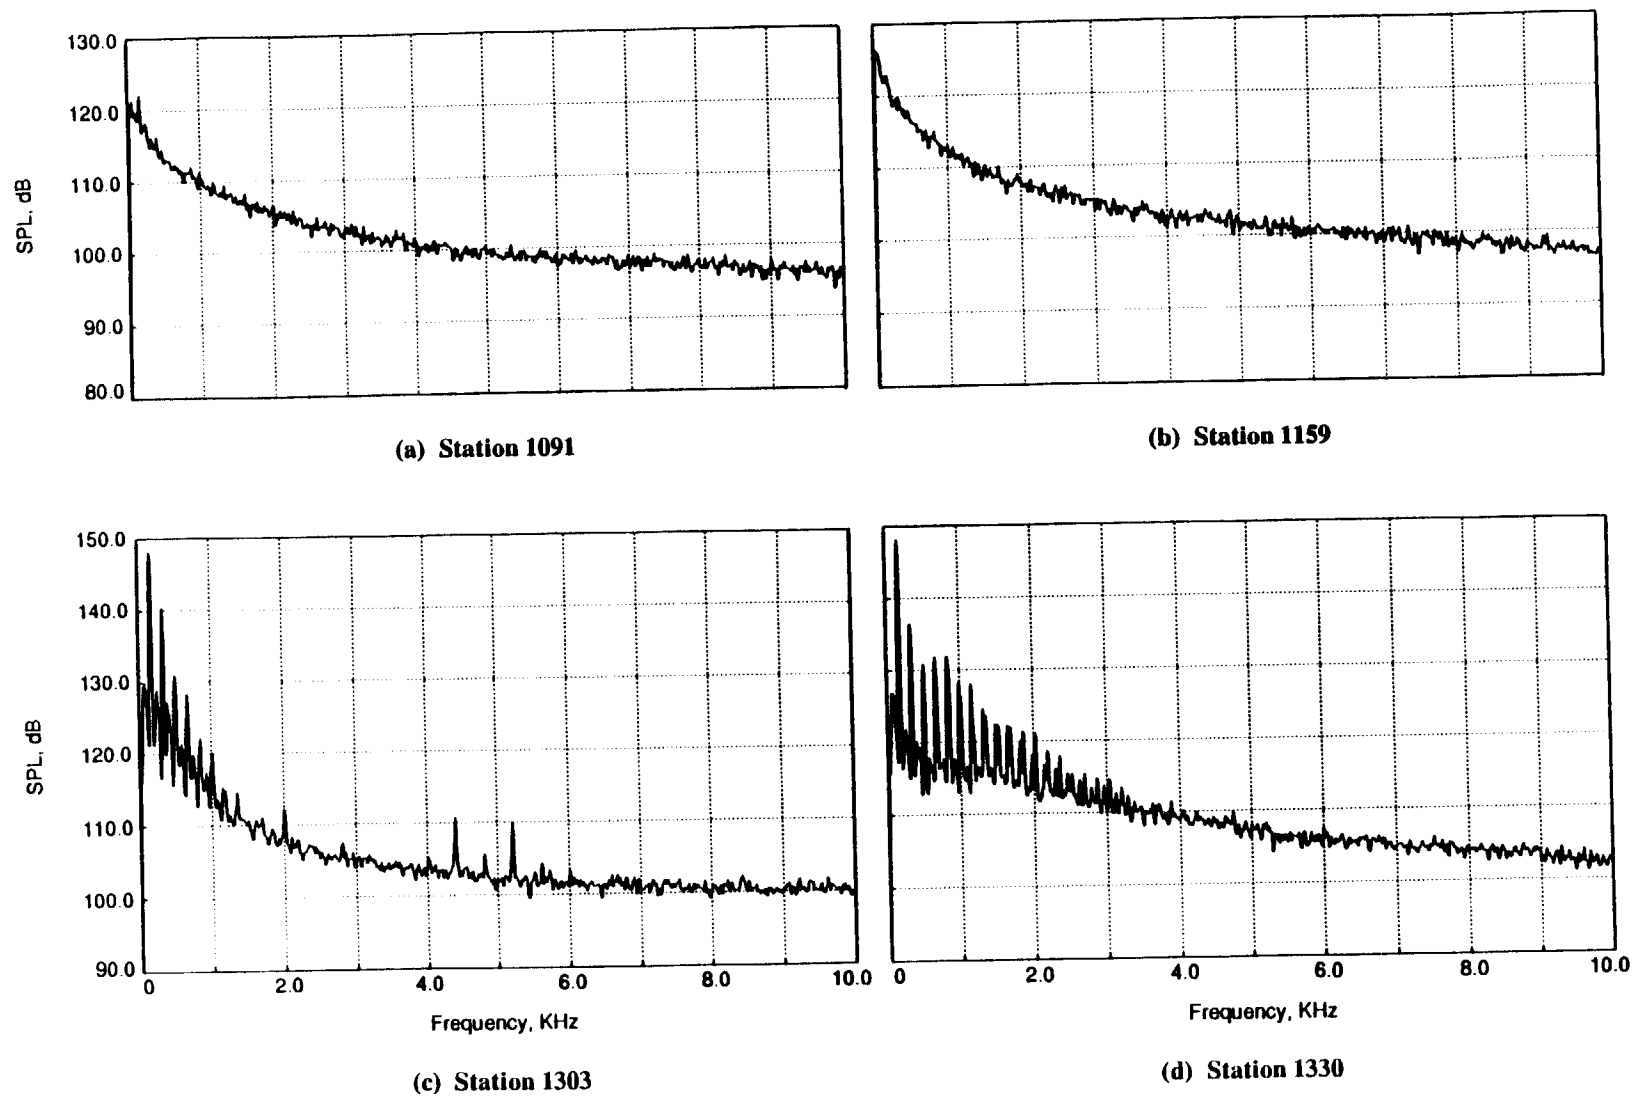 130.0
120.0
110.0
100.0
90.0
80.0
SPL, dB
(a) Station 1091
(b) Station 1159
150.0
140.0
130.0
120.0
110.0
100.0
90.0
SPL, dB
0 2.0 4.0 6.0 8.0 10.0
Frequency, KHz
(c) Station 1303
0 2.0 4.0 6.0 8.0 10.0
Frequency, KHz
(d) Station 1330